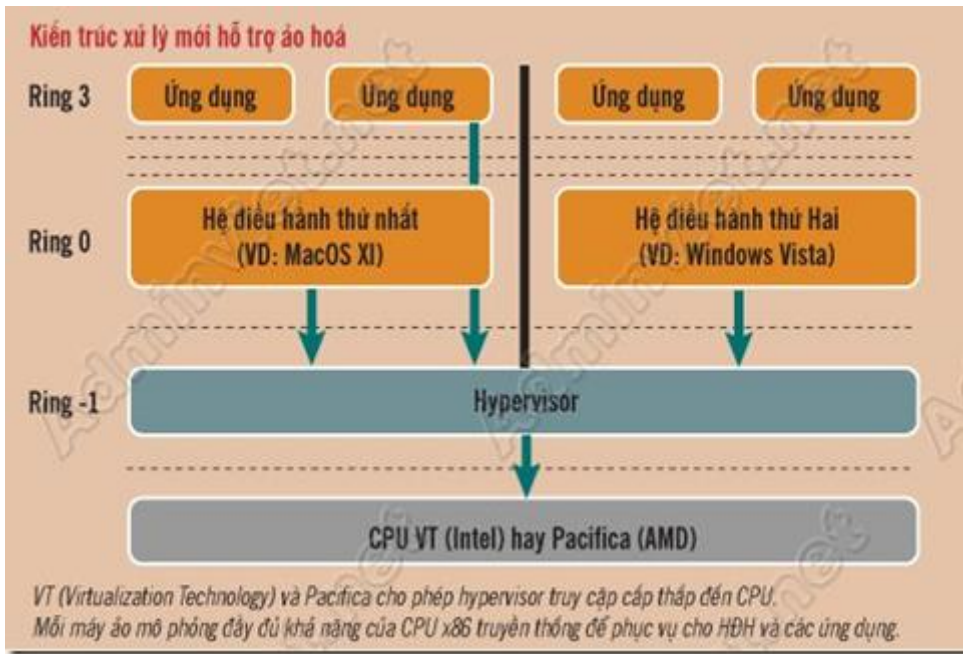 Kiến trúc xử lý mới hỗ trợ ảo hoá
Ring 3
Ứng dụng
Ứng dụng
Ứng dụng
Ứng dụng
Ring 0
Hệ điều hành thứ nhất
(VD: MacOS XI)
Hệ điều hành thứ Hai
(VD: Windows Vista)
Ring -1
Hypervisor
CPU VT (Intel) hay Pacifica (AMD)
VT (Virtualization Technology) và Pacifica cho phép hypervisor truy cập cấp thấp đến CPU.
Mỗi máy ảo mô phỏng đầy đủ khả năng của CPU x86 truyền thống để phục vụ cho HĐH và các ứng dụng.
Adminviet.net
Adminviet.net